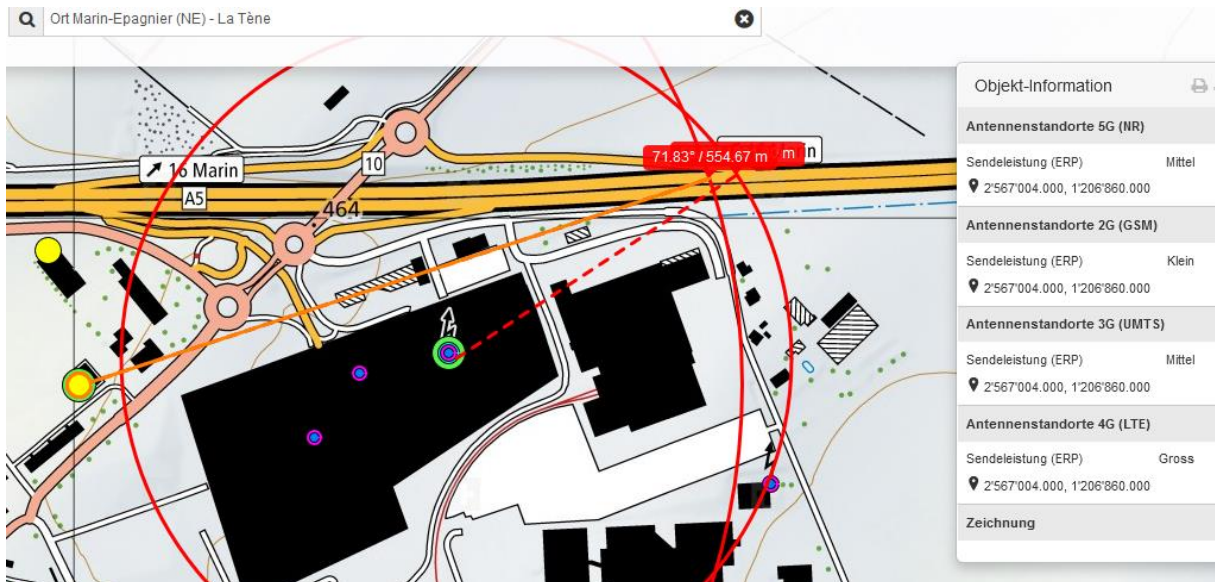 Ort Marin-Epagnier (NE) - La Tène
Objekt-Information
Antennenstandorte 5G (NR)
Sendeleistung (ERP) Mittel
2'567'004.000, 1'206'860.000
Antennenstandorte 2G (GSM)
Sendeleistung (ERP) Klein
2'567'004.000, 1'206'860.000
Antennenstandorte 3G (UMTS)
Sendeleistung (ERP) Mittel
2'567'004.000, 1'206'860.000
Antennenstandorte 4G (LTE)
Sendeleistung (ERP) Gross
2'567'004.000, 1'206'860.000
Zeichnung
71.83° / 554.67 m
m
in
10
16 Marin
A5
464